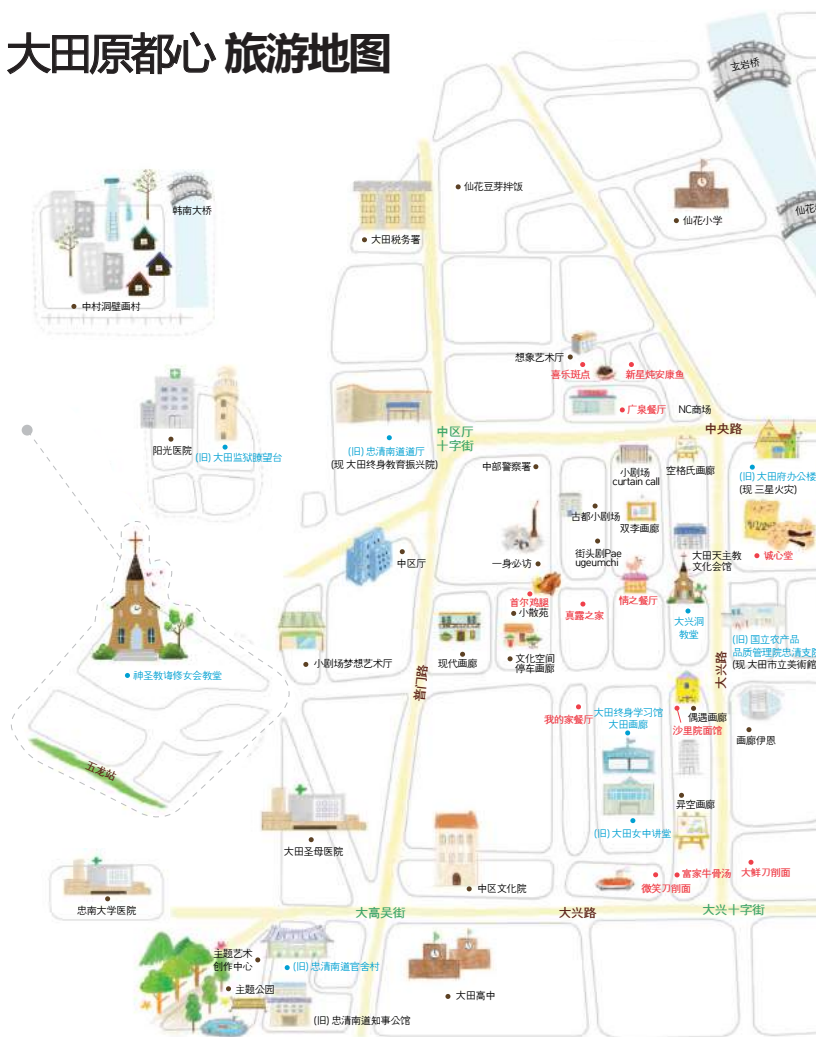 大田原都心 旅游地图
玄岩桥
仙花豆芽拌饭
韩南大桥
仙花
仙花小学
大田税务署
中村洞壁画村
想象艺术厅
喜乐斑点
新星炖安康鱼
广泉餐厅
NC商场
中区厅
十字街
中央路
阳光医院
(旧) 大田监狱瞭望台
(旧) 忠清南道道厅
(现 大田终身教育振兴院)
中部警察署
小剧场
curtain call
空格氏画廊
(旧) 大田府办公楼
(现 三星火灾)
古都小剧场
双李画廊
中区厅
一身必访
街头剧Pae
ugeumchi
大田天主教
文化会馆
诚心堂
首尔鸡腿
小散苑
真露之家
情之餐厅
大兴洞
教堂
(旧) 国立农产品
品质管理院忠清支院
(现 大田市立美術館
小剧场梦想艺术厅
现代画廊
文化空间
停车画廊
神圣教诲修女会教堂
普门路
大兴路
我的家餐厅
大田终身学习馆
大田画廊
偶遇画廊
沙里院面馆
画廊伊恩
五龙站
异空画廊
(旧) 大田女中讲堂
大田圣母医院
中区文化院
微笑刀削面
富家牛骨汤
大鲜刀削面
忠南大学医院
大高吴街
大兴路
大兴十字街
主题艺术
创作中心
(旧) 忠清南道官舍村
主题公园
大田高中
(旧) 忠清南道知事公馆